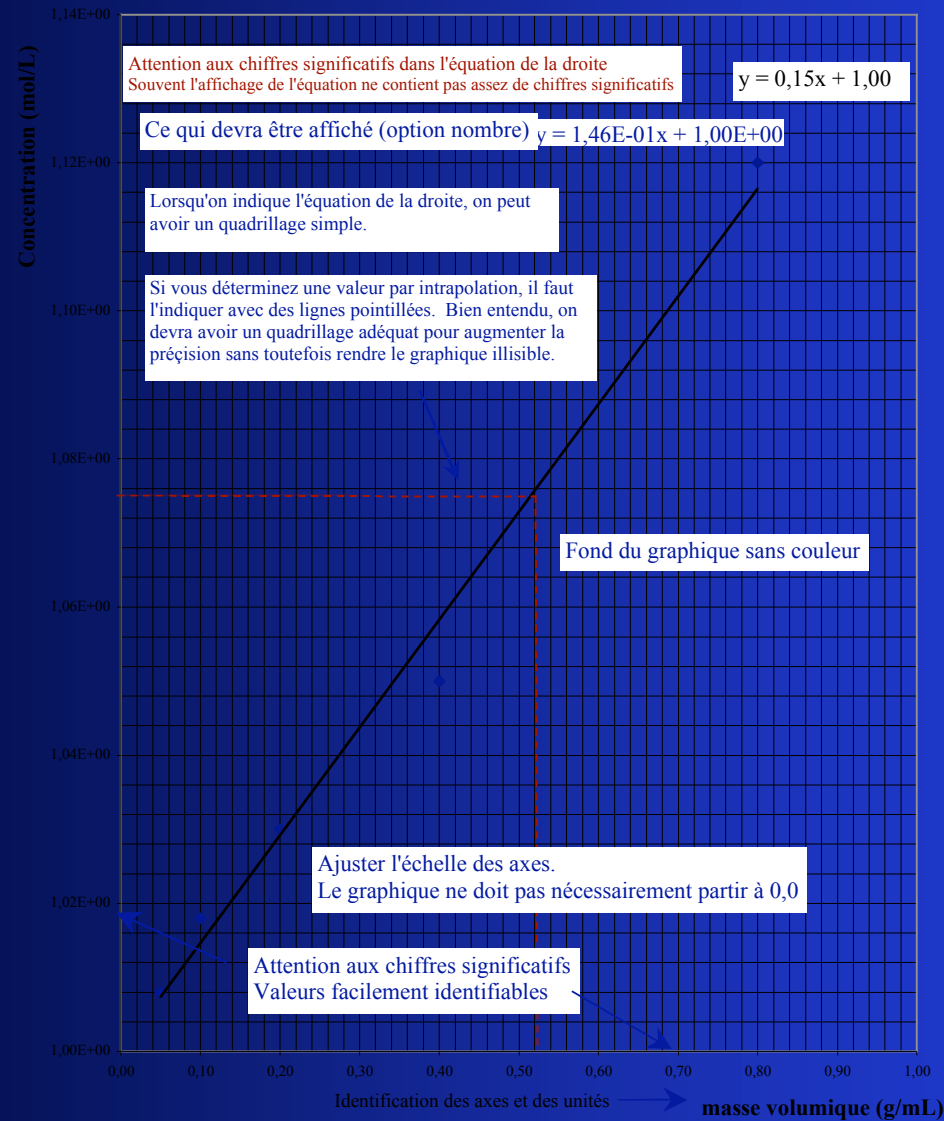 1,14E+00
Concentration (mol/L)
Attention aux chiffres significatifs dans l'équation de la droite
Souvent l'affichage de l'équation ne contient pas assez de chiffres significatifs
y = 0,15x + 1,00
Ce qui devra être affiché (option nombre)
y = 1,46E-01x + 1,00E+00
1,12E+00
Lorsqu'on indique l'équation de la droite, on peut
avoir un quadrillage simple.
Si vous déterminez une valeur par intrapolation, il faut
l'indiquer avec des lignes pointillées. Bien entendu, on
devra avoir un quadrillage adéquat pour augmenter la
préçision sans toutefois rendre le graphique illisible.
1,10E+00
1,08E+00
Fond du graphique sans couleur
1,06E+00
1,04E+00
Ajuster l'échelle des axes.
Le graphique ne doit pas nécessairement partir à 0,0
1,02E+00
Attention aux chiffres significatifs
Valeurs facilement identifiables
1,00E+00
0,00 0,10 0,20 0,30 0,40 0,50 0,60 0,70 0,80 0,90 1,00
Identification des axes et des unités
masse volumique (g/mL)